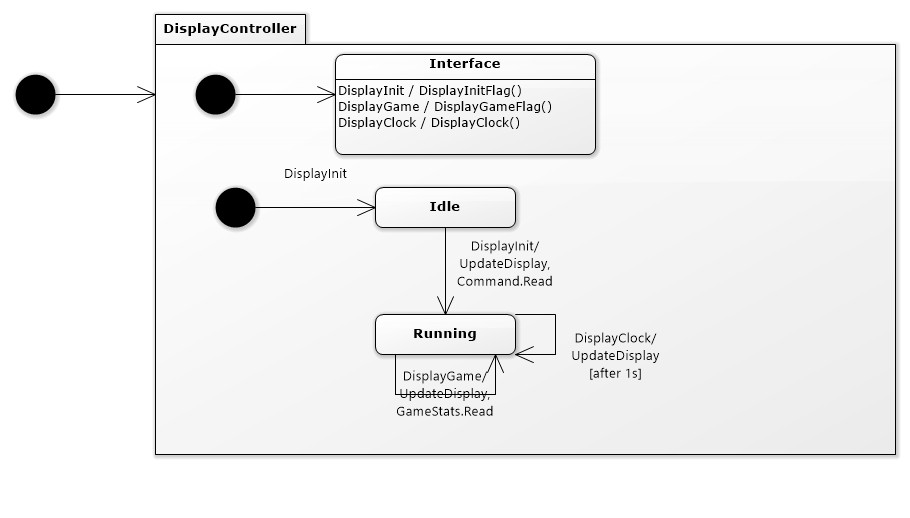 DisplayController
Interface
DisplayInit / DisplayInitFlag()
DisplayGame / DisplayGameFlag()
DisplayClock / DisplayClock()
DisplayInit
Idle
DisplayInit/
UpdateDisplay,
Command.Read
Running
DisplayClock/
UpdateDisplay
[after 1s]
DisplayGame/
UpdateDisplay,
GameStats.Read